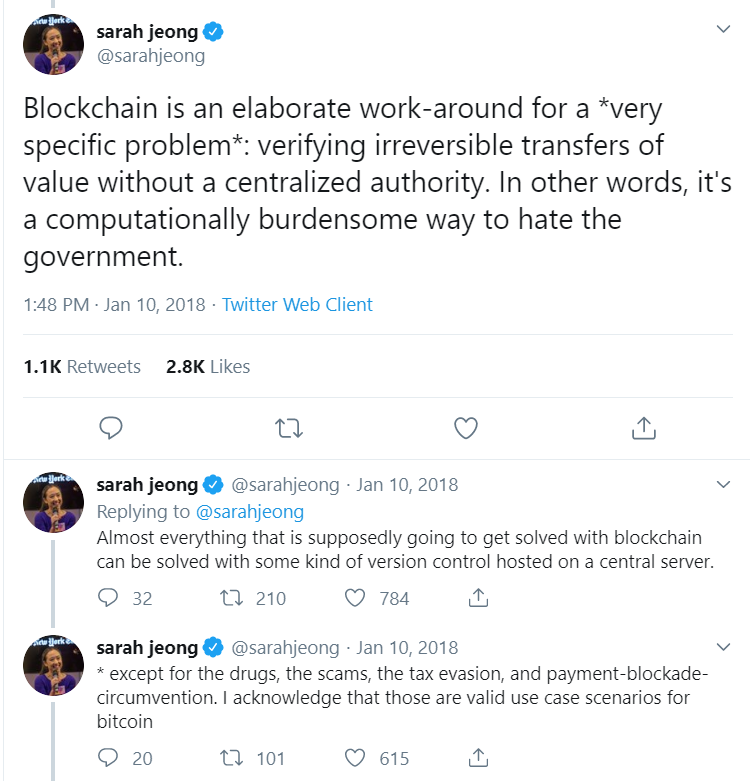 sarah jeong
@sarahjeong
Blockchain is an elaborate work-around for a *very
specific problem*: verifying irreversible transfers of
value without a centralized authority. In other words, it's
a computationally burdensome way to hate the
government.
1:48 PM · Jan 10, 2018 · Twitter Web Client
1.1K Retweets 2.8K Likes
sarah jeong @sarahjeong · Jan 10, 2018
Replying to @sarahjeong
Almost everything that is supposedly going to get solved with blockchain
can be solved with some kind of version control hosted on a central server.
32 210 784
sarah jeong @sarahjeong · Jan 10, 2018
* except for the drugs, the scams, the tax evasion, and payment-blockade-
circumvention. I acknowledge that those are valid use case scenarios for
bitcoin
20 101 615